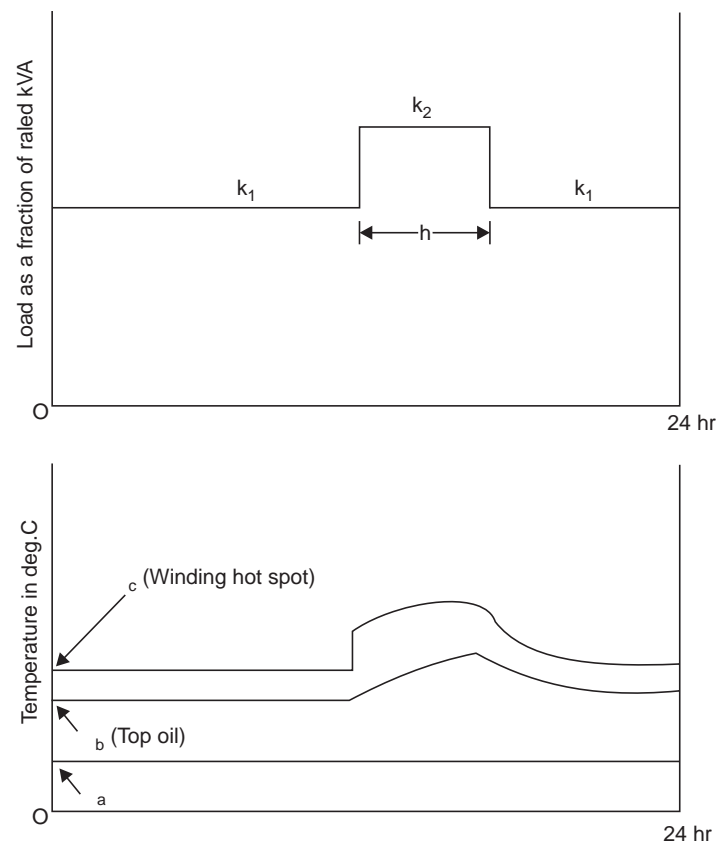 Load as a fraction of raled kVA
k2
k1
k1
h
O
24 hr
Temperature in deg.C
c (Winding hot spot)
b (Top oil)
a
O
24 hr